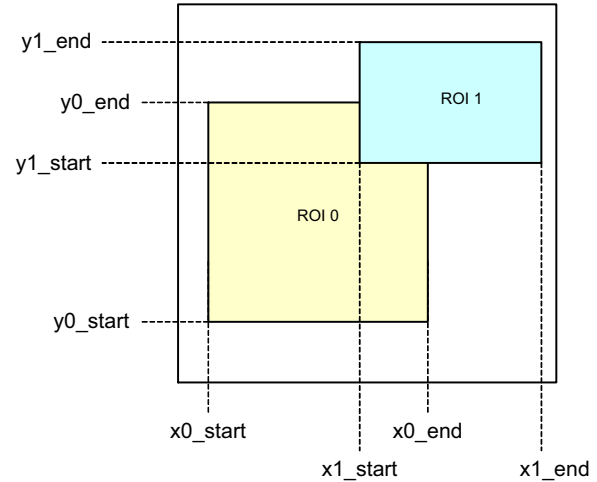 y1_end
y0_end
ROI 1
y1_start
ROI 0
y0_start
x0_start
x0_end
x1_start
x1_end